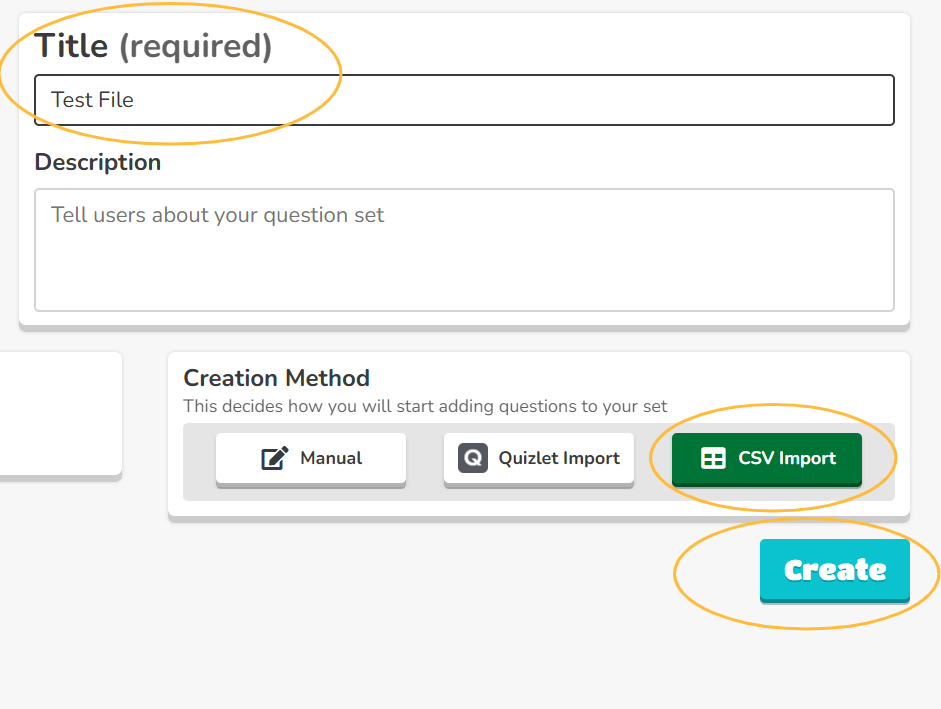 Title (required)
Test File
Description
Tell users about your question set
Creation Method
This decides how you will start adding questions to your set
Manual
Q Quizlet Import
CSV Import
Create